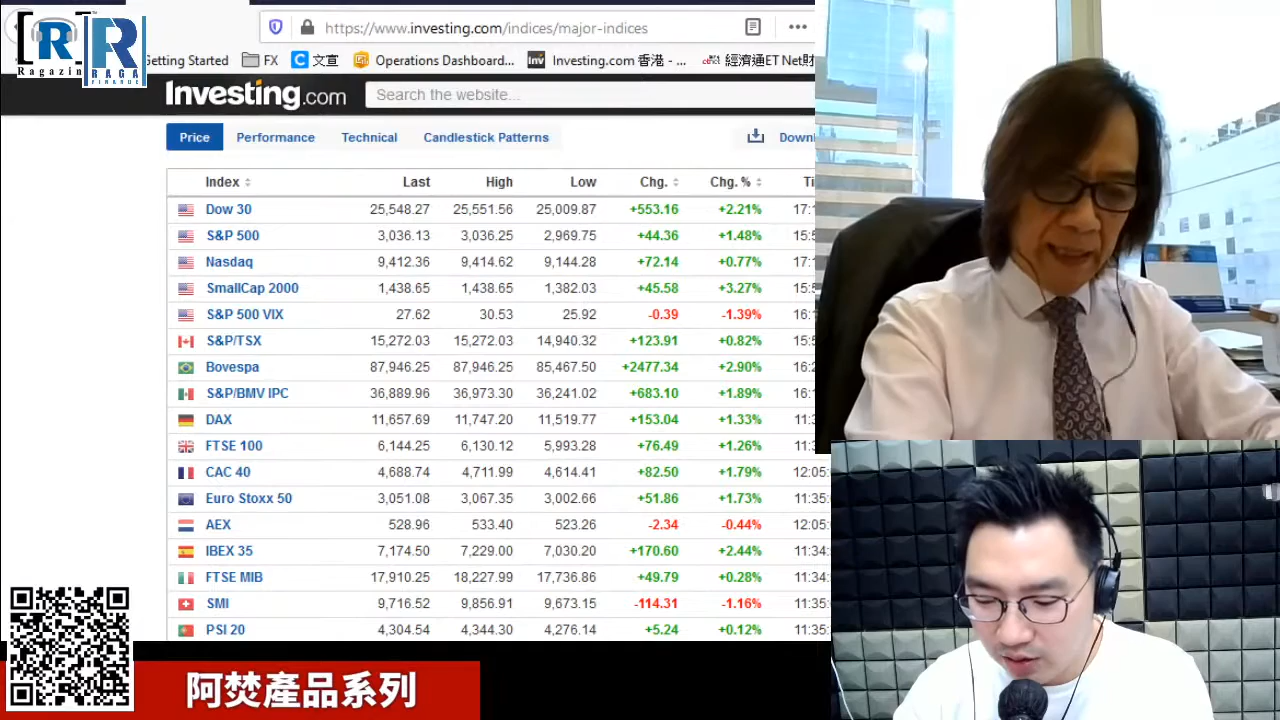 [R]
Ragazine
R
RAGA
FINANCE
https://www.investing.com/indices/major-indices
Getting Started FX 文宣 Operations Dashboard... Investing.com 香港 - ... 經濟通ET Net財
Investing.com Search the website...
Price Performance Technical Candlestick Patterns Downl
Index Last High Low Chg. Chg. % Ti
Dow 30 25,548.27 25,551.56 25,009.87 +553.16 +2.21% 17:1
S&P 500 3,036.13 3,036.25 2,969.75 +44.36 +1.48% 15:5
Nasdaq 9,412.36 9,414.62 9,144.28 +72.14 +0.77% 17:1
SmallCap 2000 1,438.65 1,438.65 1,382.03 +45.58 +3.27% 16:2
S&P 500 VIX 27.62 30.53 25.92 -0.39 -1.39% 16:1
S&P/TSX 15,272.03 15,272.03 14,940.32 +123.91 +0.82% 15:5
Bovespa 87,946.25 87,946.25 85,467.50 +2477.34 +2.90% 16:2
S&P/BMV IPC 36,889.96 36,973.30 36,241.02 +683.10 +1.89% 16:1
DAX 11,657.69 11,747.20 11,519.77 +153.04 +1.33% 11:3
FTSE 100 6,144.25 6,130.12 5,993.28 +76.49 +1.26% 11:3
CAC 40 4,688.74 4,711.99 4,614.41 +82.50 +1.79% 12:05:
Euro Stoxx 50 3,051.08 3,067.35 3,002.66 +51.86 +1.73% 11:35:
AEX 528.96 533.40 523.26 -2.34 -0.44% 12:05:
IBEX 35 7,174.50 7,229.00 7,030.20 +170.60 +2.44% 11:34:
FTSE MIB 17,910.25 18,227.99 17,736.86 +49.79 +0.28% 11:34:
SMI 9,716.52 9,856.91 9,673.15 -114.31 -1.16% 11:35:
PSI 20 4,304.54 4,344.30 4,276.14 +5.24 +0.12% 11:35:
阿焚產品系列